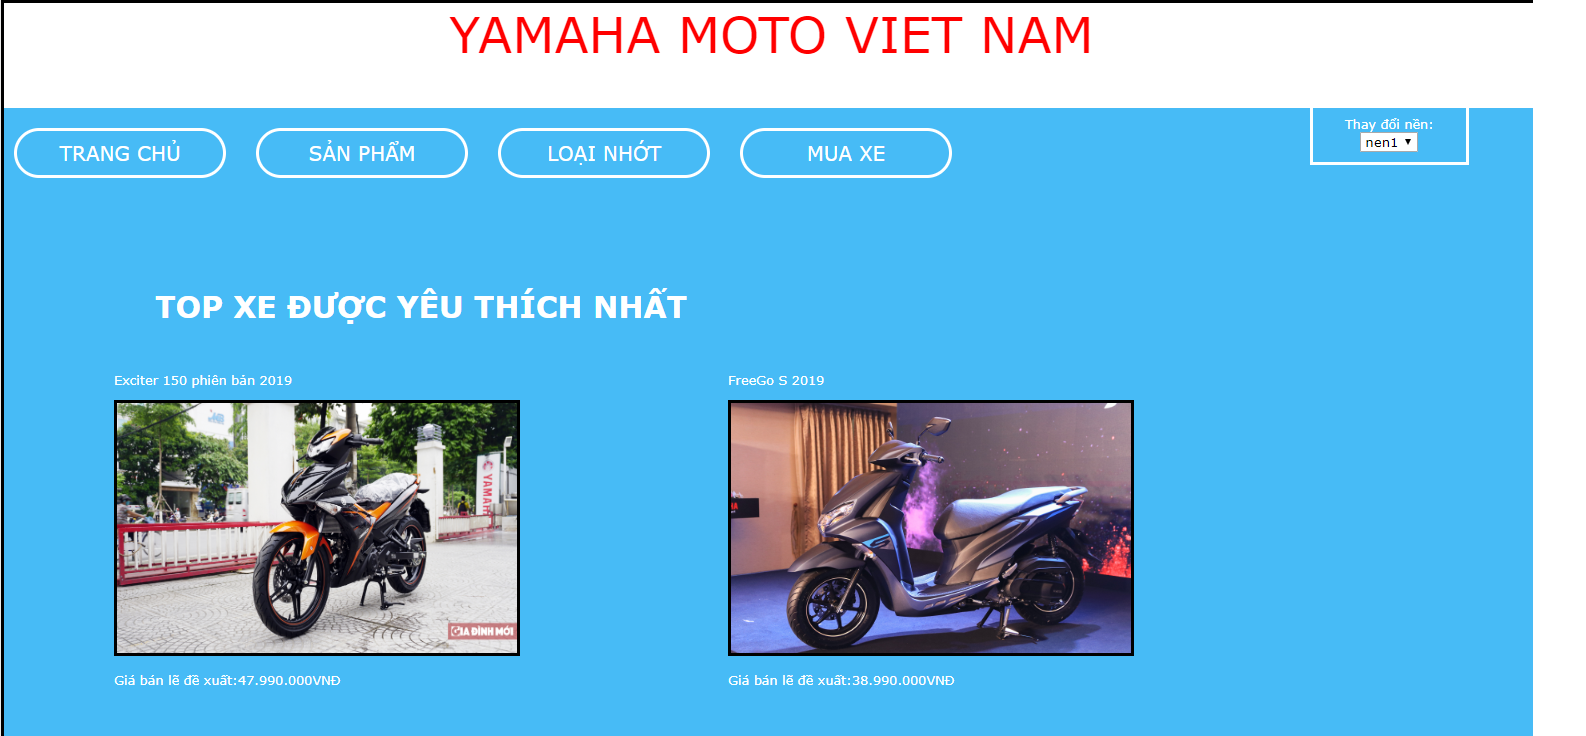 YAMAHA MOTO VIET NAM
TRANG CHỦ
SẢN PHẨM
LOẠI NHỚT
MUA XE
Thay đổi nền:
nen1
TOP XE ĐƯỢC YÊU THÍCH NHẤT
Exciter 150 phiên bản 2019
FreeGo S 2019
YAMAH
GIA ĐÌNH MỚI
Giá bán lẽ đề xuất:47.990.000VNĐ
Giá bán lẽ đề xuất:38.990.000VNĐ